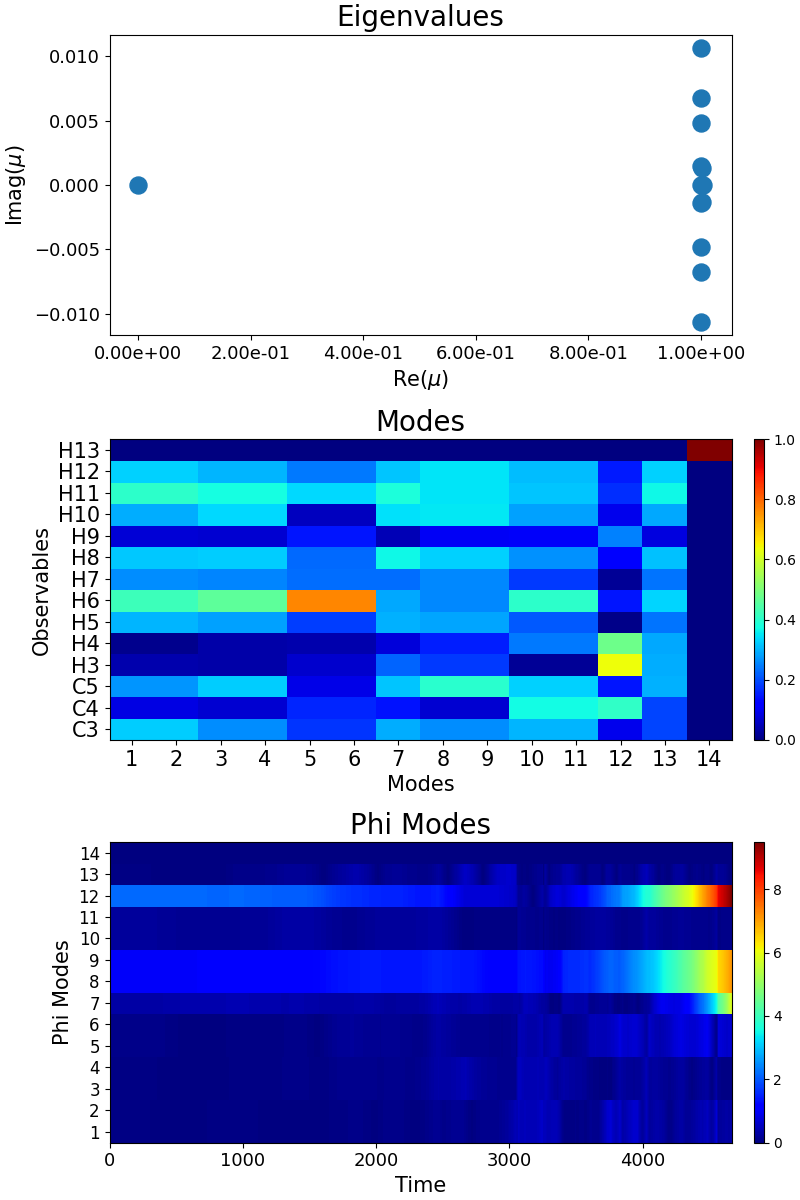 Eigenvalues
0.010
0.005
0.000
−0.005
−0.010
Imag(μ)
0.00e+00 2.00e-01 4.00e-01 6.00e-01 8.00e-01 1.00e+00
Re(μ)
Modes
H13
H12
H11
H10
H9
H8
H7
H6
H5
H4
H3
C5
C4
C3
Observables
1 2 3 4 5 6 7 8 9 10 11 12 13 14
Modes
1.0
0.8
0.6
0.4
0.2
0.0
Phi Modes
14
13
12
11
10
9
8
7
6
5
4
3
2
1
Phi Modes
0 1000 2000 3000 4000
Time
8
6
4
2
0